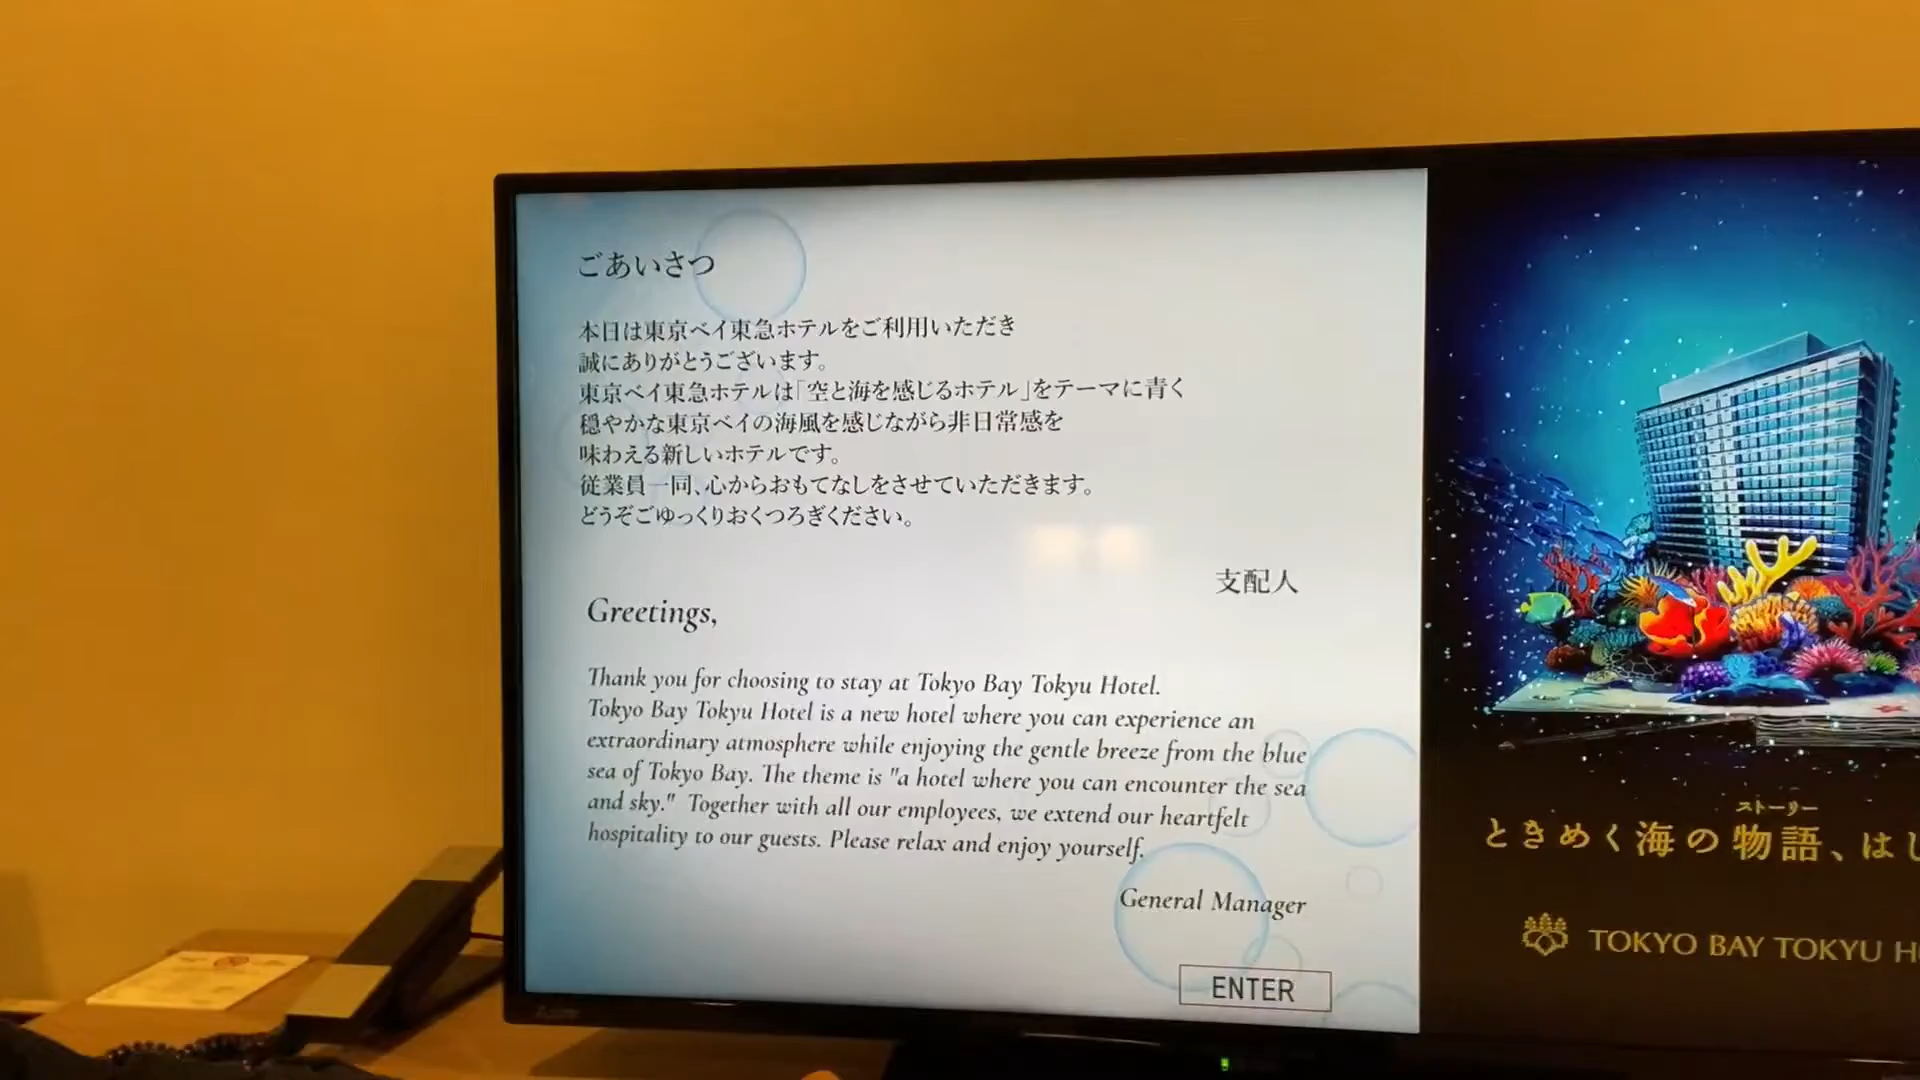 ごあいさつ
本日は東京ベイ東急ホテルをご利用いただき
誠にありがとうございます。
東京ベイ東急ホテルは「空と海を感じるホテル」をテーマに青く
穏やかな東京ベイの海風を感じながら非日常感を
味わえる新しいホテルです。
従業員一同、心からおもてなしをさせていただきます。
どうぞごゆっくりおくつろぎください。
支配人
Greetings,
Thank you for choosing to stay at Tokyo Bay Tokyu Hotel.
Tokyo Bay Tokyu Hotel is a new hotel where you can experience an
extraordinary atmosphere while enjoying the gentle breeze from the blue
sea of Tokyo Bay. The theme is "a hotel where you can encounter the sea
and sky." Together with all our employees, we extend our heartfelt
hospitality to our guests. Please relax and enjoy yourself.
General Manager
ENTER
ストーリー
ときめく海の物語、はじ
TOKYO BAY TOKYU H